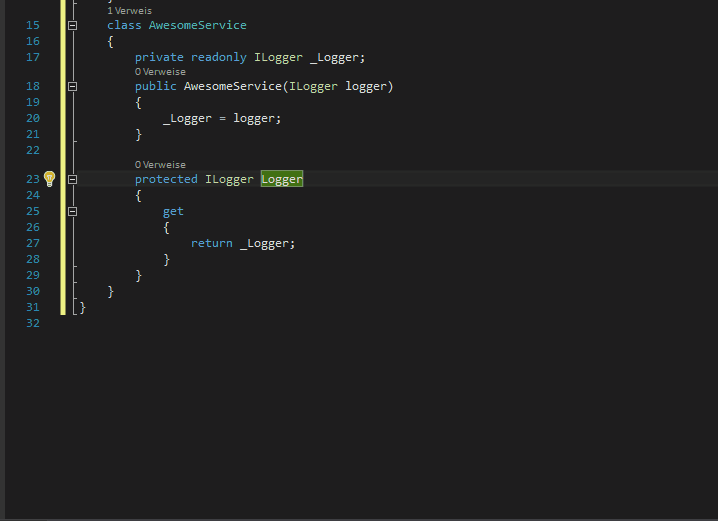 1 Verweis
15 class AwesomeService
16 {
17 private readonly ILogger _Logger;
0 Verweise
18 public AwesomeService(ILogger logger)
19 {
20 _Logger = logger;
21 }
22
0 Verweise
23 protected ILogger Logger
24 {
25 get
26 {
27 return _Logger;
28 }
29 }
30 }
31 }
32